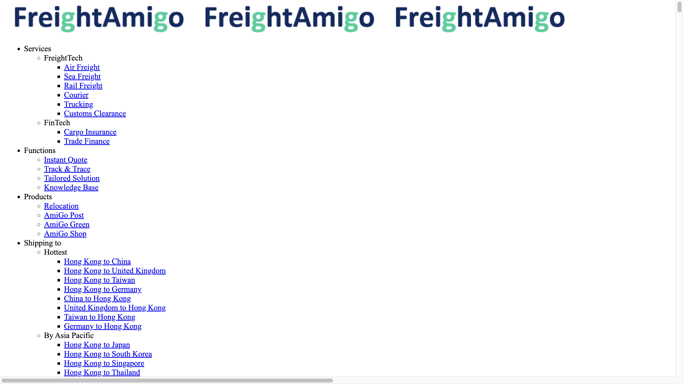 FreightAmigo FreightAmigo FreightAmigo
Services
FreightTech
Air Freight
Sea Freight
Rail Freight
Courier
Trucking
Customs Clearance
FinTech
Cargo Insurance
Trade Finance
Functions
Instant Quote
Track & Trace
Tailored Solution
Knowledge Base
Products
Relocation
AmiGo Post
AmiGo Green
AmiGo Shop
Shipping to
Hottest
Hong Kong to China
Hong Kong to United Kingdom
Hong Kong to Taiwan
Hong Kong to Germany
China to Hong Kong
United Kingdom to Hong Kong
Taiwan to Hong Kong
Germany to Hong Kong
By Asia Pacific
Hong Kong to Japan
Hong Kong to South Korea
Hong Kong to Singapore
Hong Kong to Thailand